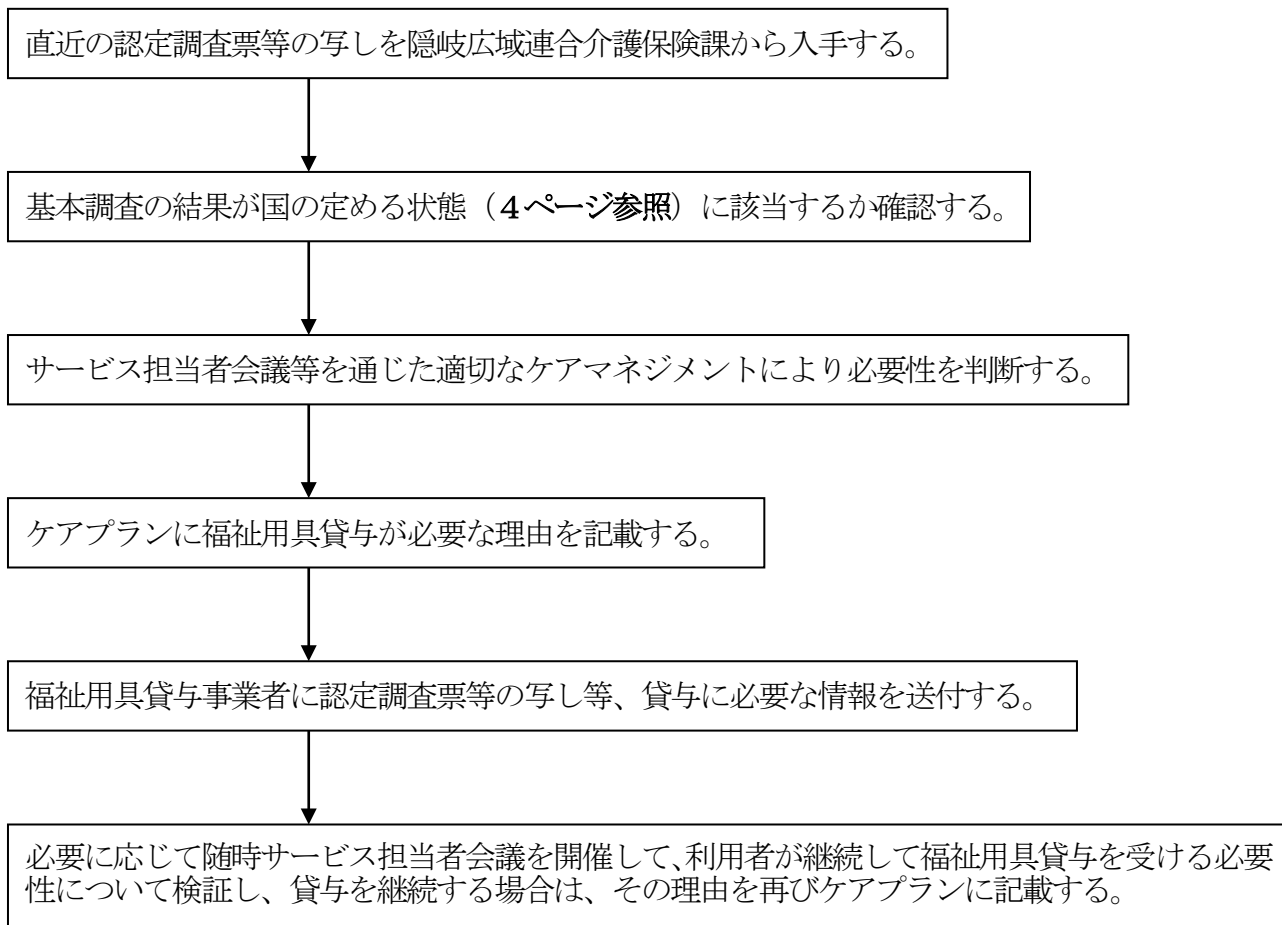 直近の認定調査票等の写しを隠岐広域連合介護保険課から入手する。
基本調査の結果が国の定める状態（４ページ参照）に該当するか確認する。
サービス担当者会議等を通じた適切なケアマネジメントにより必要性を判断する。
ケアプランに福祉用具貸与が必要な理由を記載する。
福祉用具貸与事業者に認定調査票等の写し等、貸与に必要な情報を送付する。
必要に応じて随時サービス担当者会議を開催して、利用者が継続して福祉用具貸与を受ける必要
性について検証し、貸与を継続する場合は、その理由を再びケアプランに記載する。